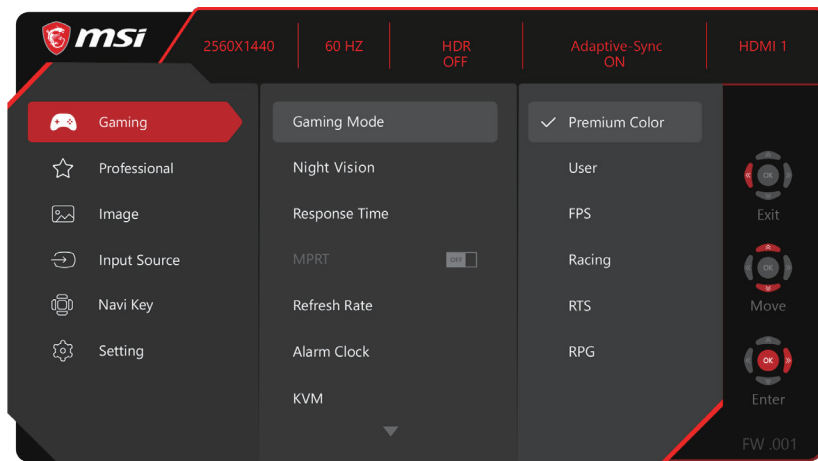 msi
2560X1440
60 HZ
HDR
OFF
Adaptive-Sync
ON
HDMI 1
Gaming
Professional
Image
Input Source
Navi Key
Setting
Gaming Mode
Night Vision
Response Time
MPRT
OFF
Refresh Rate
Alarm Clock
KVM
Premium Color
User
FPS
Racing
RTS
RPG
OK
Exit
OK
Move
OK
Enter
FW .001